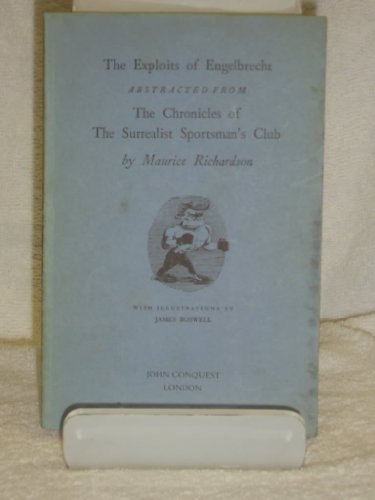 The Exploits of Engelbrecht
ABSTRACTED FROM
The Chronicles of
The Surrealist Sportsman's Club
by Maurice Richardson
WITH ILLUSTRATIONS BY
JAMES BOSWELL
JOHN CONQUEST
LONDON